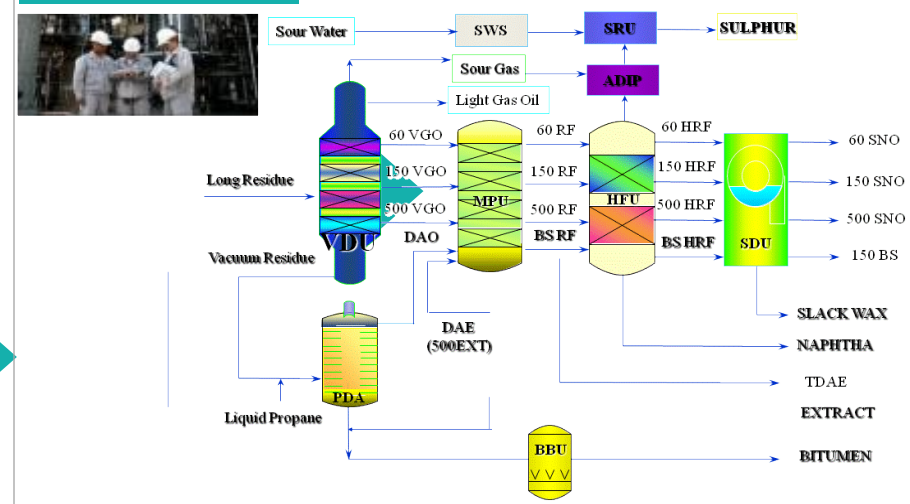 Sour Water
SWS
SRU
SULPHUR
Sour Gas
ADIP
Light Gas Oil
60 VGO
60 RF
60 HRF
60 SNO
Long Residue
150 VGO
150 RF
150 HRF
150 SNO
MPU
HFU
500 VGO
500 RF
500 HRF
500 SNO
VDU
DAO
BS RF
BS HRF
SDU
150 BS
Vacuum Residue
SLACK WAX
DAE
(500EXT)
NAPHTHA
TDAE
PDA
Liquid Propane
EXTRACT
BBU
BITUMEN